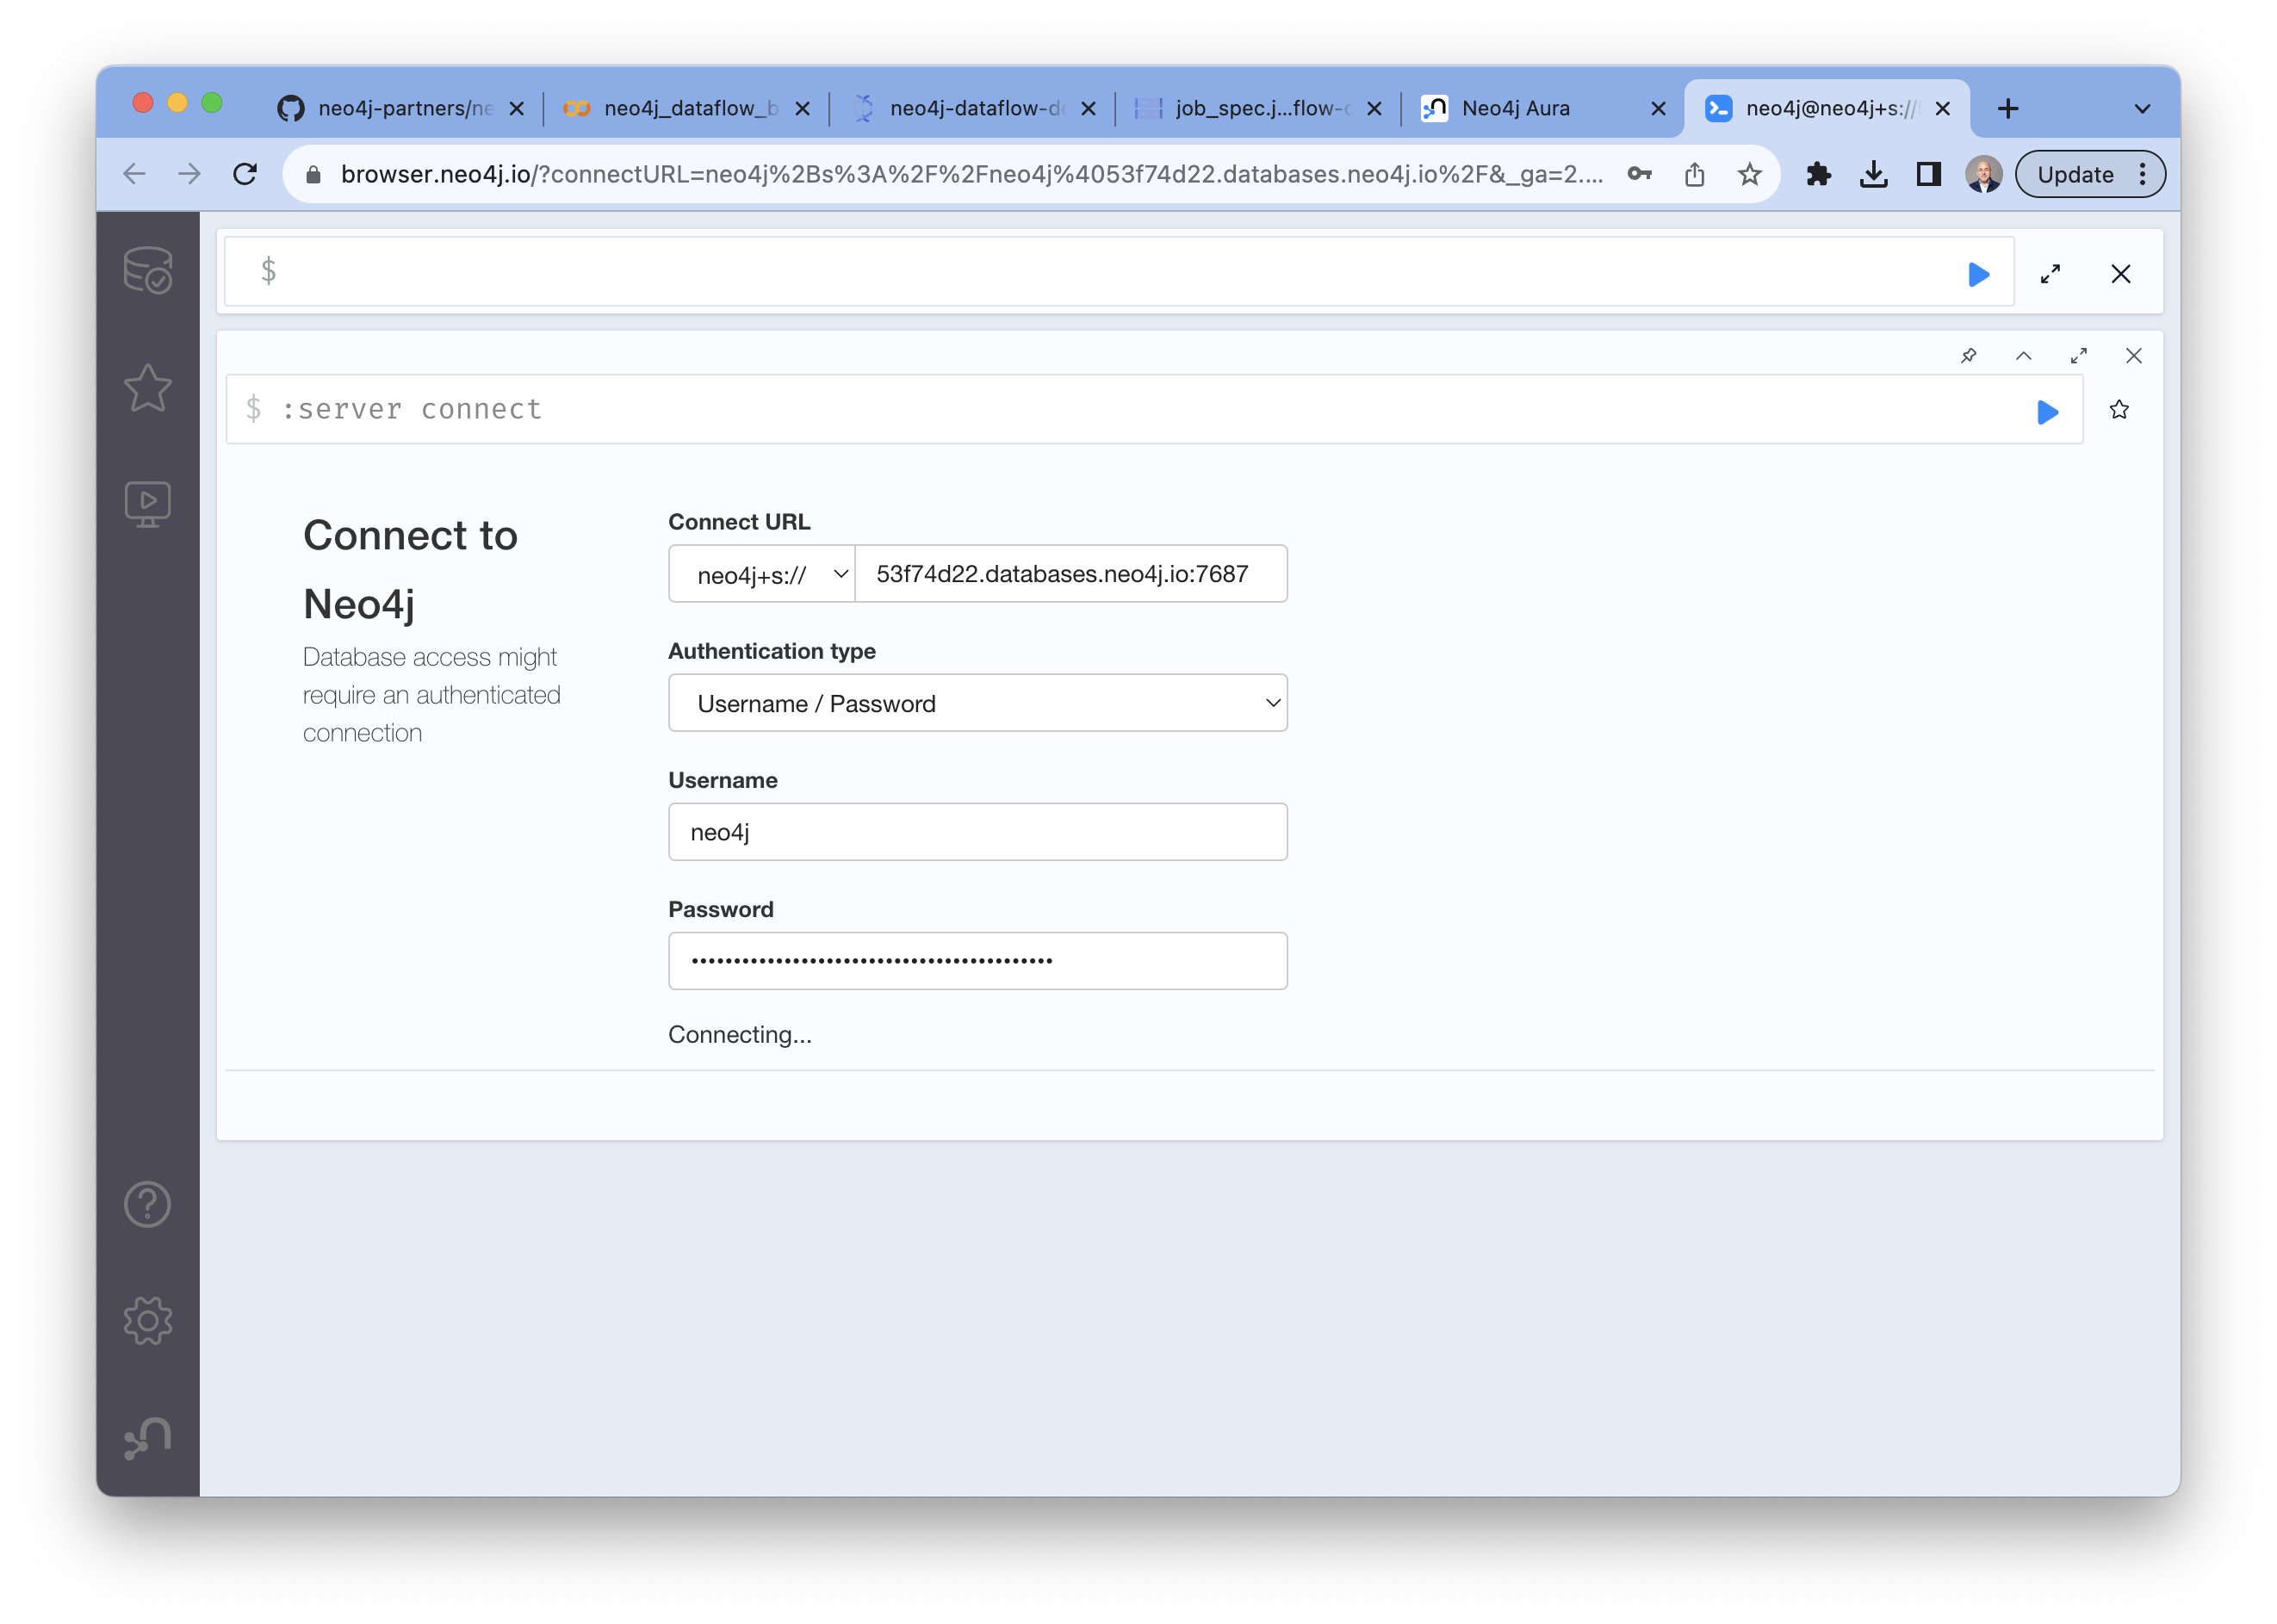 neo4j-partners/ne
neo4j_dataflow_b
neo4j-dataflow-de
job_spec.j...flow-c
Neo4j Aura
neo4j@neo4j+s://
browser.neo4j.io/?connectURL=neo4j%2Bs%3A%2F%2Fneo4j%4053f74d22.databases.neo4j.io%2F&_ga=2....
Update
$
$ :server connect
Connect to
Neo4j
Database access might
require an authenticated
connection
Connect URL
neo4j+s://
53f74d22.databases.neo4j.io:7687
Authentication type
Username / Password
Username
neo4j
Password
Connecting...